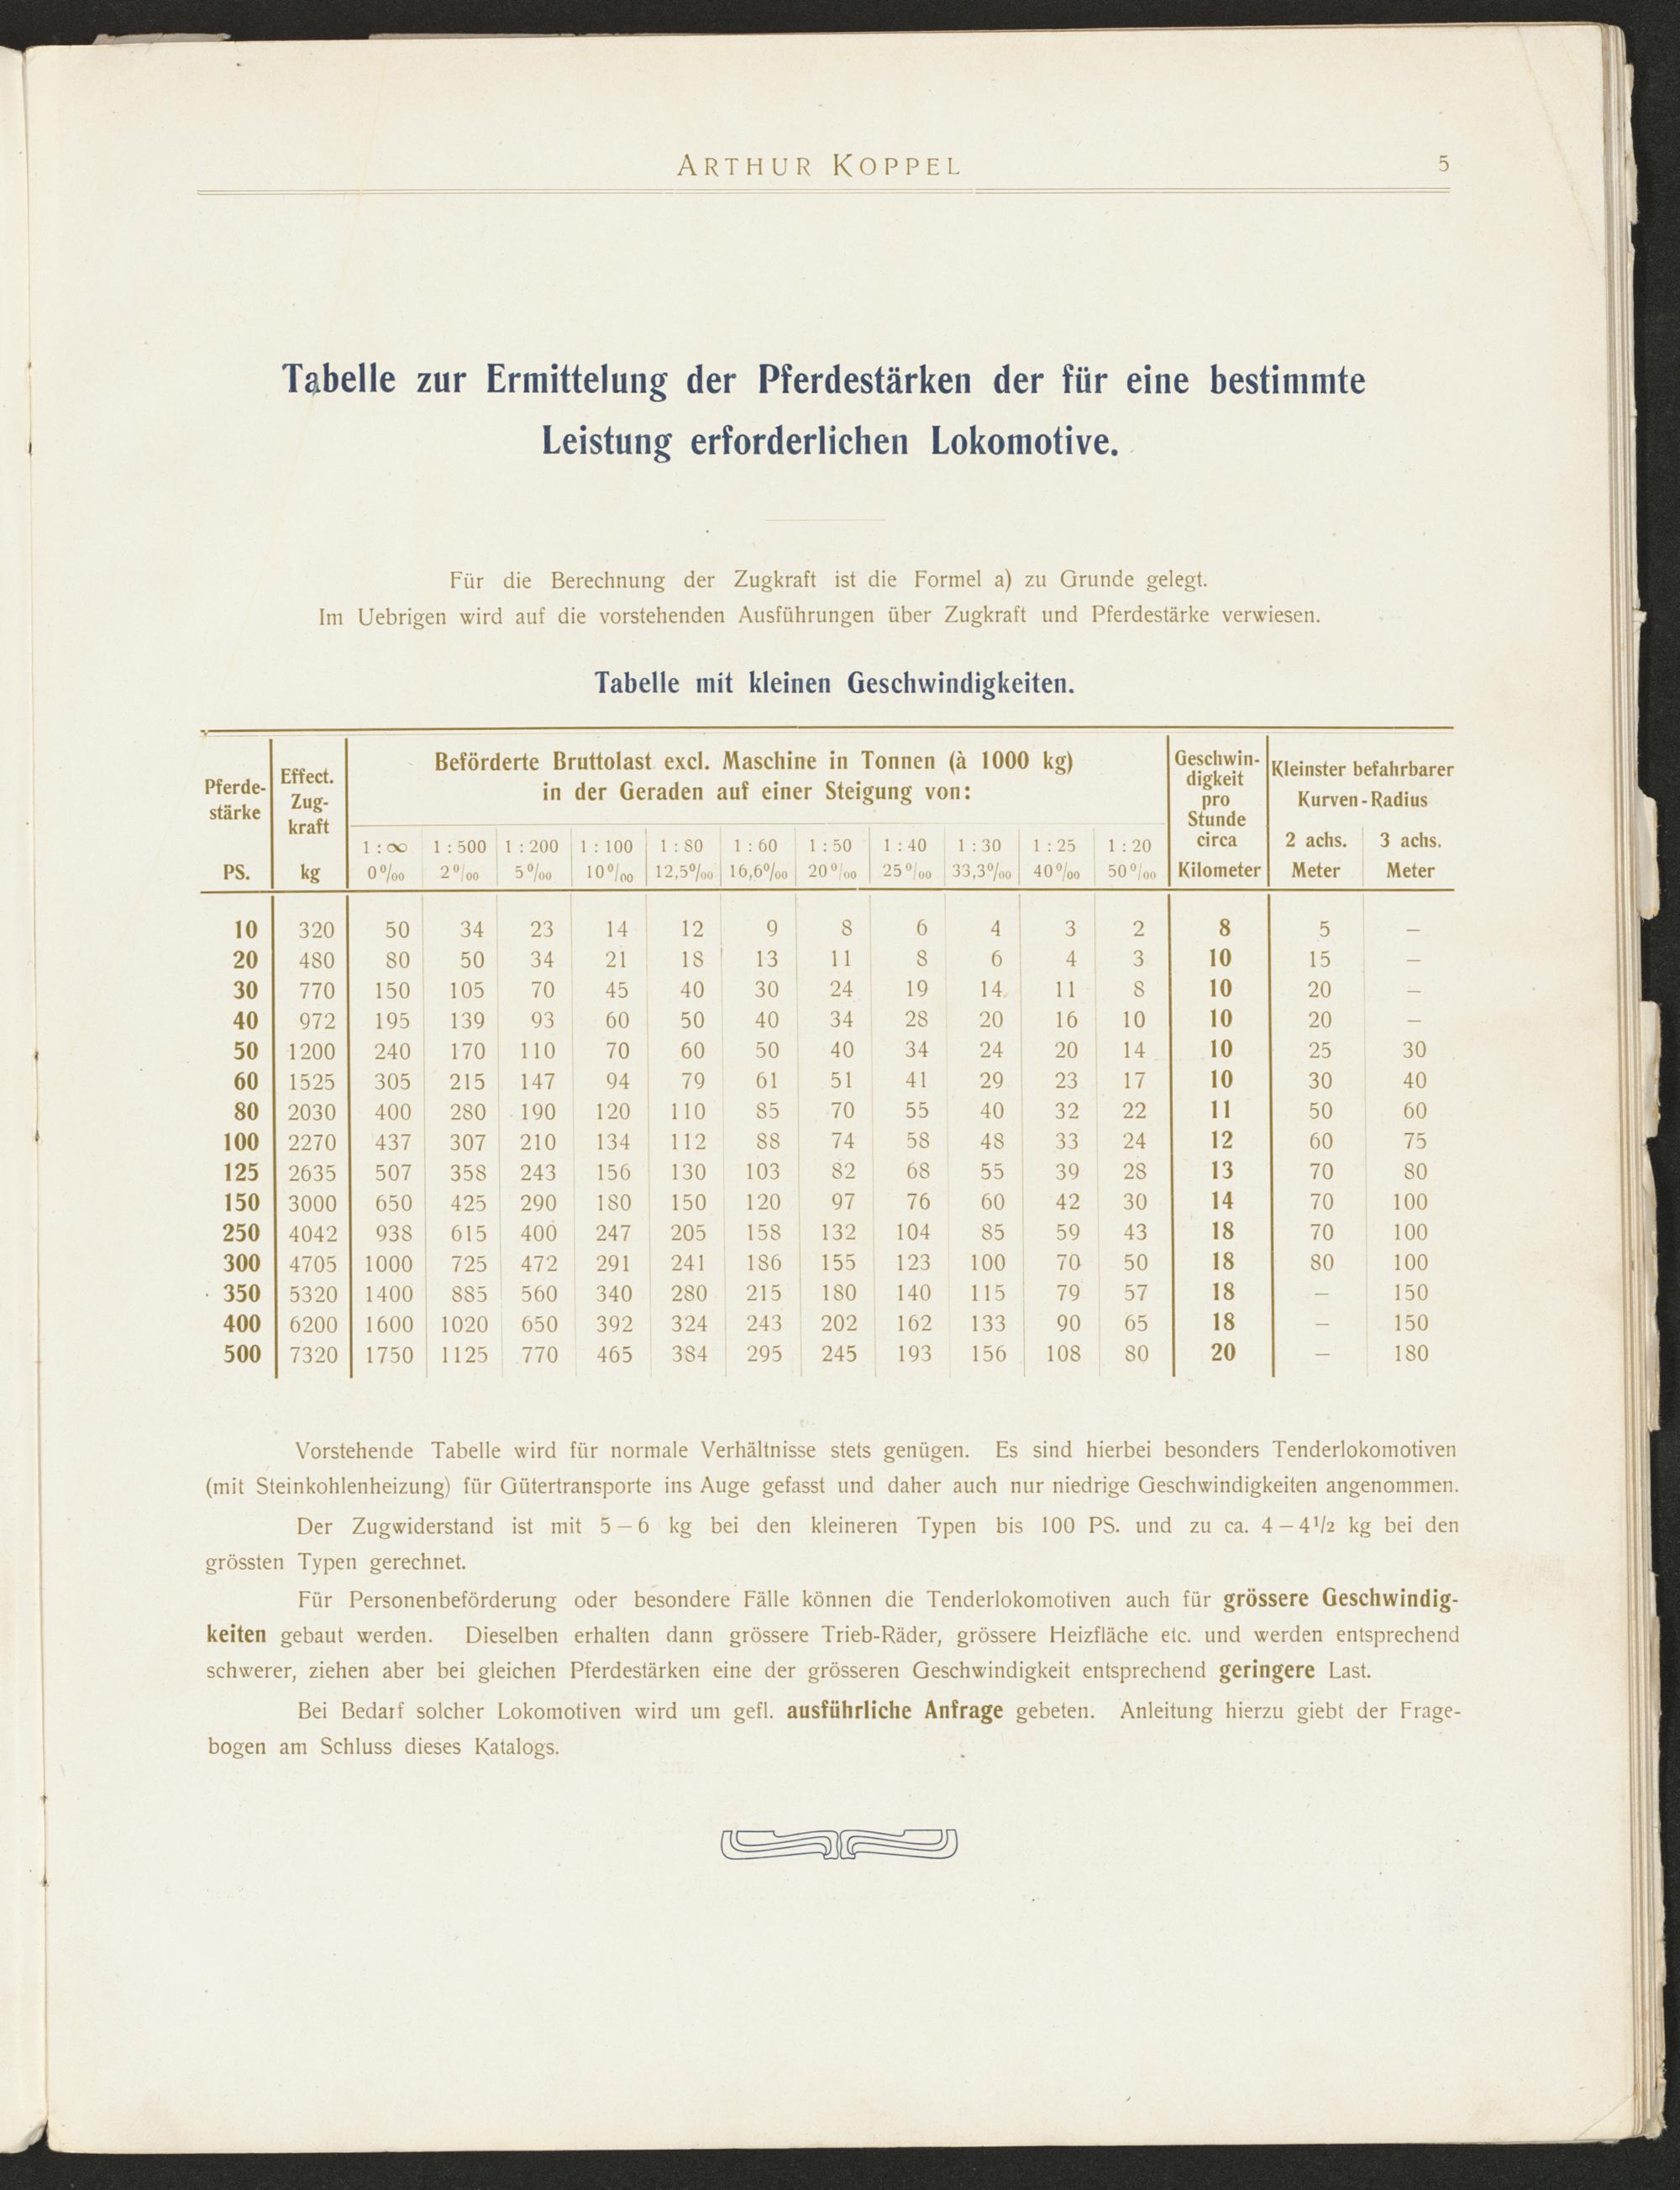 ARTHUR KOPPEL 5
Tabelle zur Ermittelung der Pferdestärken der für eine bestimmte
Leistung erforderlichen Lokomotive.
Für die Berechnung der Zugkraft ist die Formel a) zu Grunde gelegt.
Im Uebrigen wird auf die vorstehenden Ausführungen über Zugkraft und Pferdestärke verwiesen.
Tabelle mit kleinen Geschwindigkeiten.
Pferde-
stärke
PS.
Effect.
Zug-
kraft
kg
Beförderte Bruttolast excl. Maschine in Tonnen (à 1000 kg)
in der Geraden auf einer Steigung von:
1 : ∞ 1 : 500 1 : 200 1 : 100 1 : 80 1 : 60 1 : 50 1 : 40 1 : 30 1 : 25 1 : 20
0‰ 2‰ 5‰ 10‰ 12,5‰ 16,6‰ 20‰ 25‰ 33,3‰ 40‰ 50‰
Geschwin-
digkeit
pro
Stunde
circa
Kilometer
Kleinster befahrbarer
Kurven-Radius
2 achs. 3 achs.
Meter Meter
10 320 50 34 23 14 12 9 8 6 4 3 2 8 5 —
20 480 80 50 34 21 18 13 11 8 6 4 3 10 15 —
30 770 150 105 70 45 40 30 24 19 14 11 8 10 20 —
40 972 195 139 93 60 50 40 34 28 20 16 10 10 20 —
50 1200 240 170 110 70 60 50 40 34 24 20 14 10 25 30
60 1525 305 215 147 94 79 61 51 41 29 23 17 10 30 40
80 2030 400 280 190 120 110 85 70 55 40 32 22 11 50 60
100 2270 437 307 210 134 112 88 74 58 48 33 24 12 60 75
125 2635 507 358 243 156 130 103 82 68 55 39 28 13 70 80
150 3000 650 425 290 180 150 120 97 76 60 42 30 14 70 100
250 4042 938 615 400 247 205 158 132 104 85 59 43 18 70 100
300 4705 1000 725 472 291 241 186 155 123 100 70 50 18 80 100
350 5320 1400 885 560 340 280 215 180 140 115 79 57 18 — 150
400 6200 1600 1020 650 392 324 243 202 162 133 90 65 18 — 150
500 7320 1750 1125 770 465 384 295 245 193 156 108 80 20 — 180
Vorstehende Tabelle wird für normale Verhältnisse stets genügen. Es sind hierbei besonders Tenderlokomotiven
(mit Steinkohlenheizung) für Gütertransporte ins Auge gefasst und daher auch nur niedrige Geschwindigkeiten angenommen.
Der Zugwiderstand ist mit 5—6 kg bei den kleineren Typen bis 100 PS. und zu ca. 4—4½ kg bei den
grössten Typen gerechnet.
Für Personenbeförderung oder besondere Fälle können die Tenderlokomotiven auch für grössere Geschwindig-
keiten gebaut werden. Dieselben erhalten dann grössere Trieb-Räder, grössere Heizfläche etc. und werden entsprechend
schwerer, ziehen aber bei gleichen Pferdestärken eine der grösseren Geschwindigkeit entsprechend geringere Last.
Bei Bedarf solcher Lokomotiven wird um gefl. ausführliche Anfrage gebeten. Anleitung hierzu giebt der Frage-
bogen am Schluss dieses Katalogs.